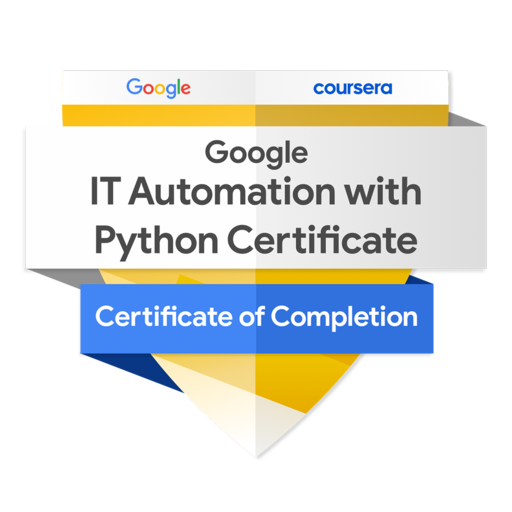 Google coursera
Google
IT Automation with
Python Certificate
Certificate of Completion